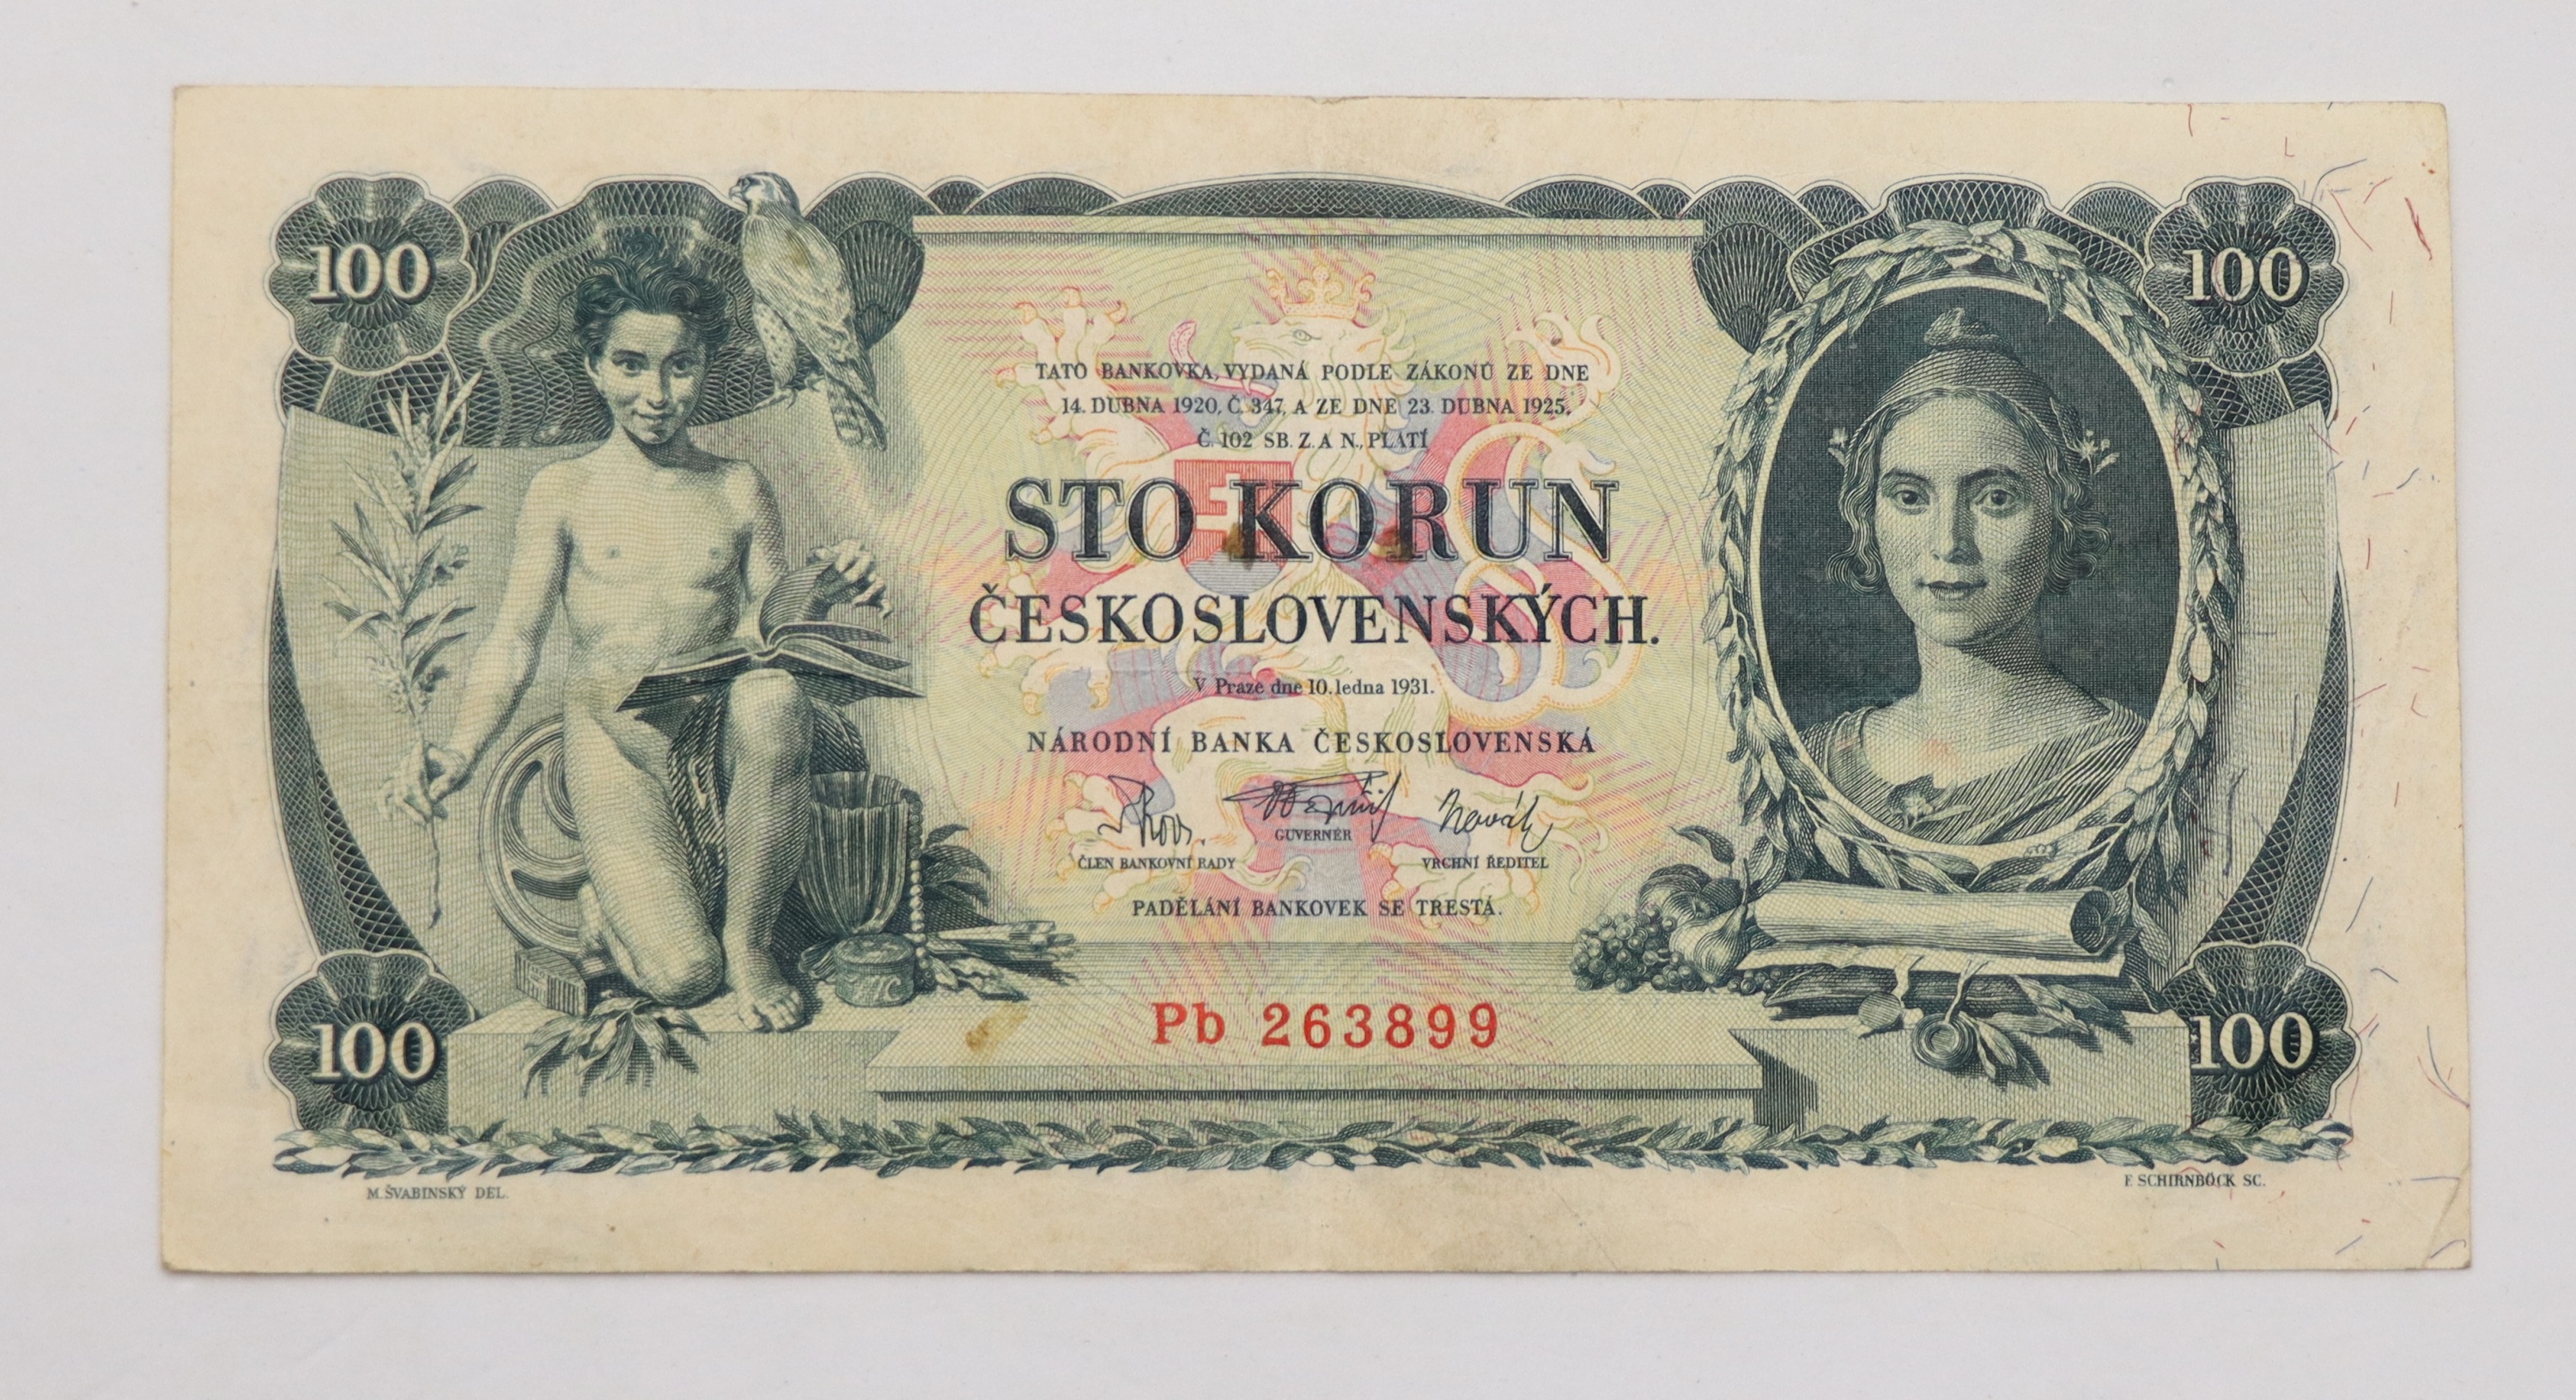 100
100
TATO BANKOVKA, VYDANÁ PODLE ZÁKONŮ ZE DNE
14. DUBNA 1920, Č. 347, A ZE DNE 23. DUBNA 1925,
Č. 102 SB. Z. A N., PLATÍ
STO KORUN
ČESKOSLOVENSKÝCH.
V Praze dne 10. ledna 1931.
NÁRODNÍ BANKA ČESKOSLOVENSKÁ
Novák
GUVERNÉR
ČLEN BANKOVNÍ RADY
VRCHNÍ ŘEDITEL
PADĚLÁNÍ BANKOVEK SE TRESTÁ.
Pb 263899
100
100
M. ŠVABINSKÝ DEL.
F. SCHIRNBÖCK SC.